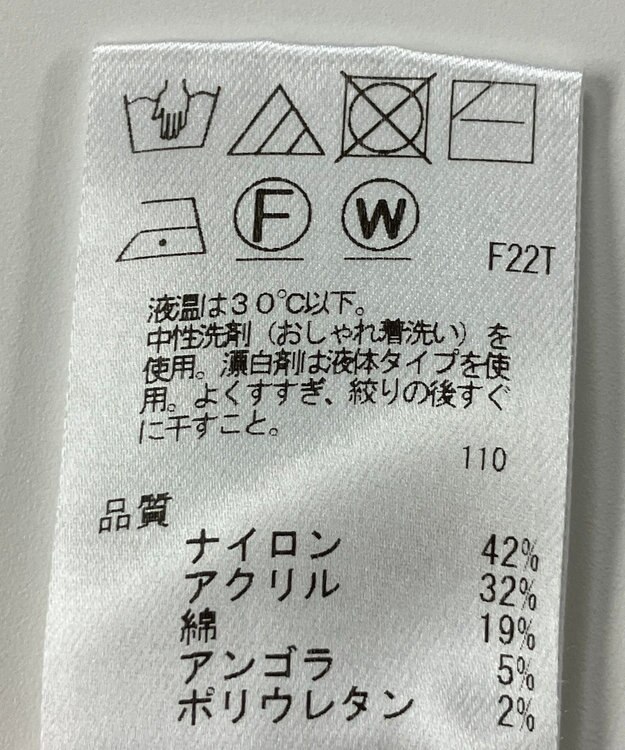 F W
F22T
液温は30℃以下。
中性洗剤（おしゃれ着洗い）を
使用。漂白剤は液体タイプを使
用。よくすすぎ、絞りの後すぐ
に干すこと。
110
品質
ナイロン 42%
アクリル 32%
綿 19%
アンゴラ 5%
ポリウレタン 2%